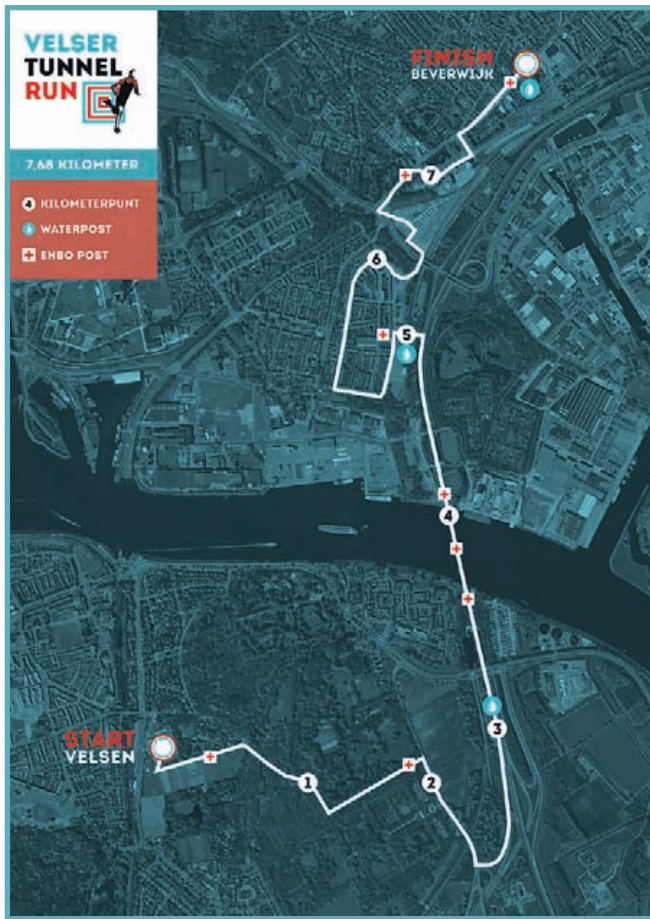 VELSER
TUNNEL
RUN
7,68 KILOMETER
4 KILOMETERPUNT
WATERPOST
EHBO POST
FINISH
BEVERWIJK
7
6
5
4
3
START
VELSEN
1
2